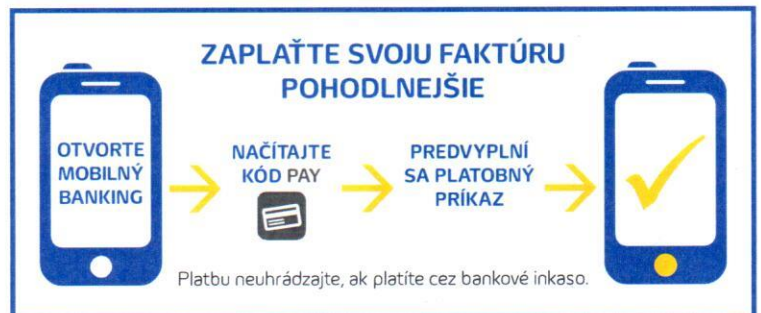 ZAPLAŤTE SVOJU FAKTÚRU
POHODLNEJŠIE
OTVORTE
MOBILNÝ
BANKING
NAČÍTAJTE
KÓD PAY
PREDVYPLNÍ
SA PLATOBNÝ
PRÍKAZ
Platbu neuhrádzajte, ak platíte cez bankové inkaso.